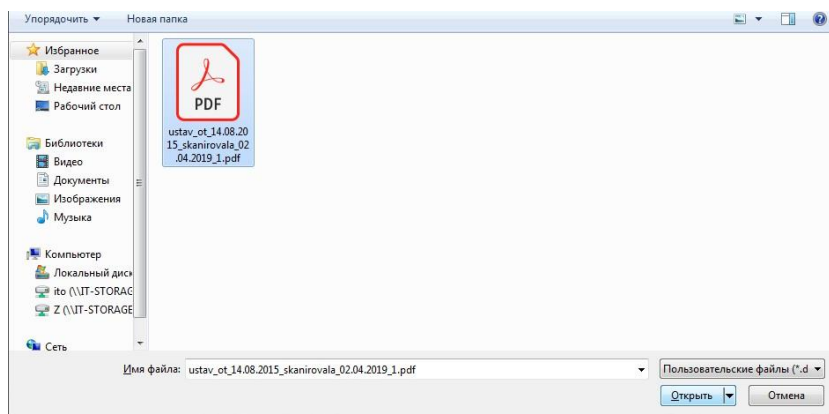 Упорядочить
Новая папка
Избранное
Загрузки
Недавние места
Рабочий стол
Библиотеки
Видео
Документы
Изображения
Музыка
Компьютер
Локальный диск
ito (\\IT-STORAG
Z (\\IT-STORAGE
Сеть
PDF
ustav_ot_14.08.20
15_skanirovala_02
.04.2019_1.pdf
Имя файла: ustav_ot_14.08.2015_skanirovala_02.04.2019_1.pdf
Пользовательские файлы (*.d
Открыть
Отмена